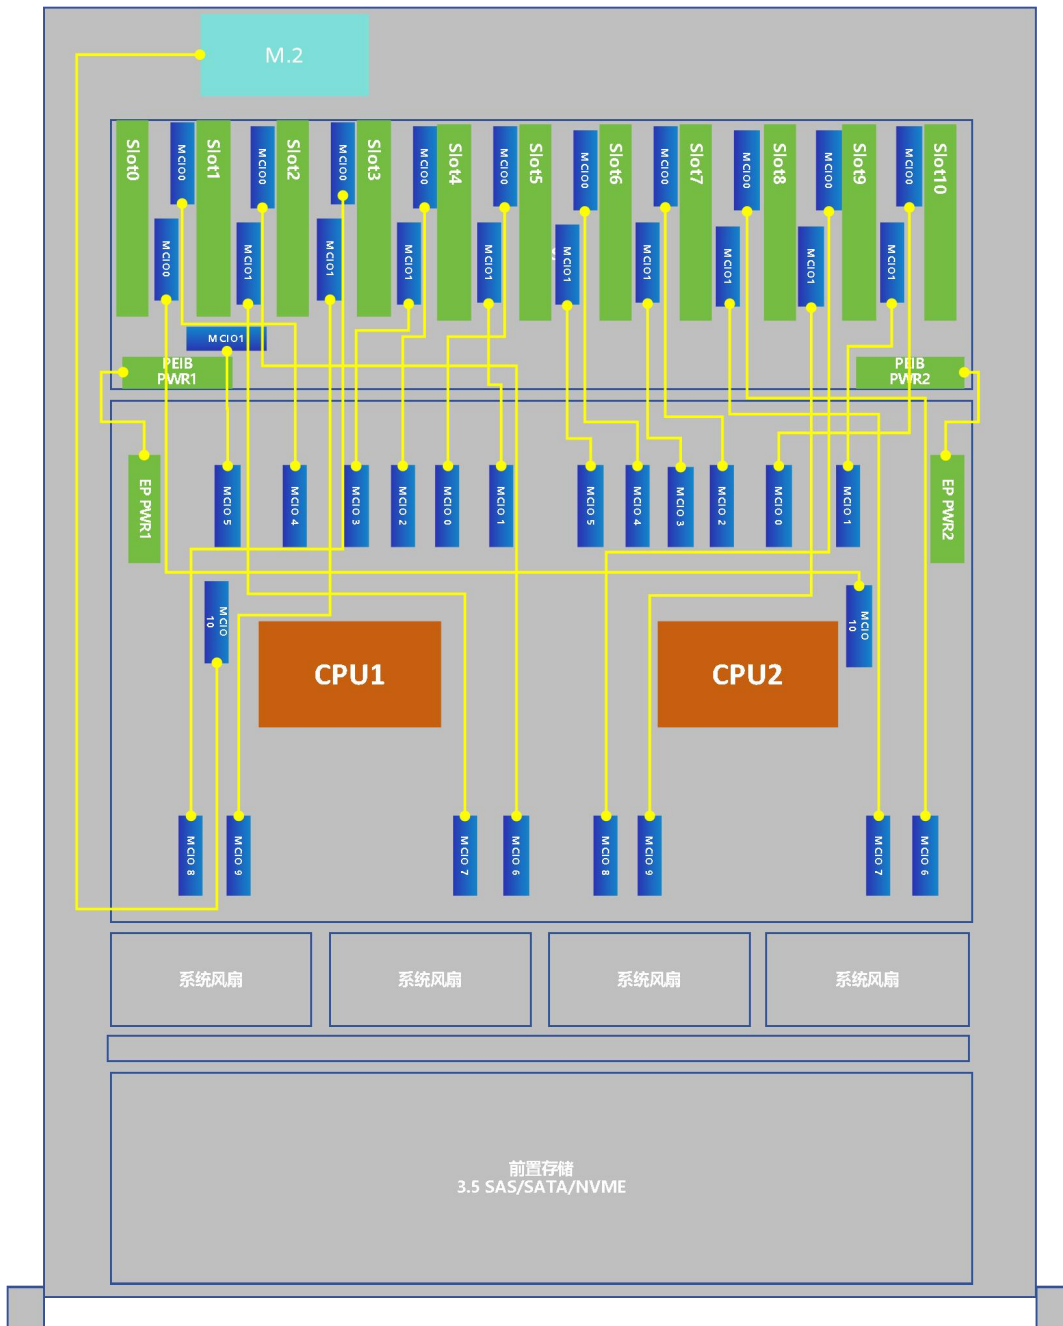 M.2
Slot0
MCIO0
Slot1
MCIO0
Slot2
MCIO0
Slot3
MCIO0
Slot4
MCIO0
Slot5
MCIO0
Slot6
MCIO0
Slot7
MCIO0
Slot8
MCIO0
Slot9
MCIO0
Slot10
MCIO0
MCIO1
MCIO1
MCIO1
MCIO1
MCIO1
MCIO1
MCIO1
MCIO1
MCIO1
MCIO1
PEIB
PWR1
PEIB
PWR2
EP PWR1
MCIO 5
MCIO 4
MCIO 3
MCIO 2
MCIO 0
MCIO 1
MCIO 5
MCIO 4
MCIO 3
MCIO 2
MCIO 0
MCIO 1
EP PWR2
MCIO
10
MCIO
10
CPU1
CPU2
MCIO 8
MCIO 9
MCIO 7
MCIO 6
MCIO 8
MCIO 9
MCIO 7
MCIO 6
系统风扇
系统风扇
系统风扇
系统风扇
前置存储
3.5 SAS/SATA/NVME